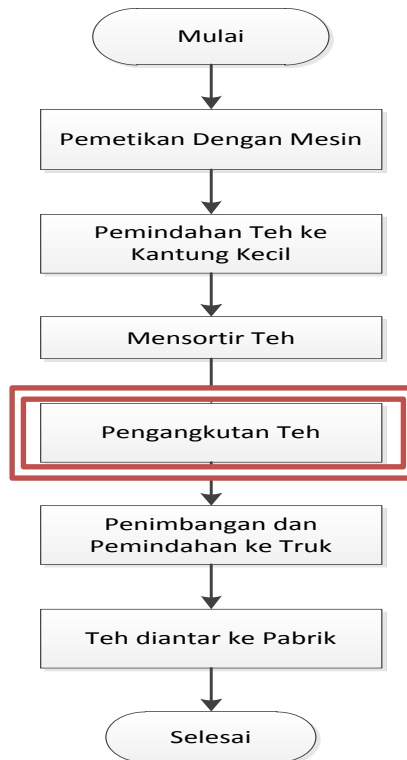 Mulai
Pemetikan Dengan Mesin
Pemindahan Teh ke
Kantung Kecil
Mensortir Teh
Pengangkutan Teh
Penimbangan dan
Pemindahan ke Truk
Teh diantar ke Pabrik
Selesai